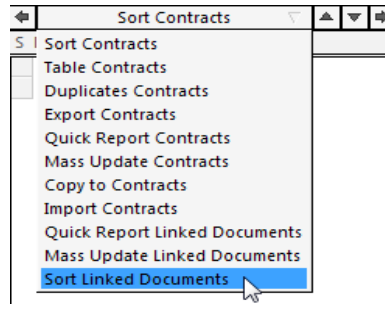 Sort Contracts
S
Sort Contracts
Table Contracts
Duplicates Contracts
Export Contracts
Quick Report Contracts
Mass Update Contracts
Copy to Contracts
Import Contracts
Quick Report Linked Documents
Mass Update Linked Documents
Sort Linked Documents